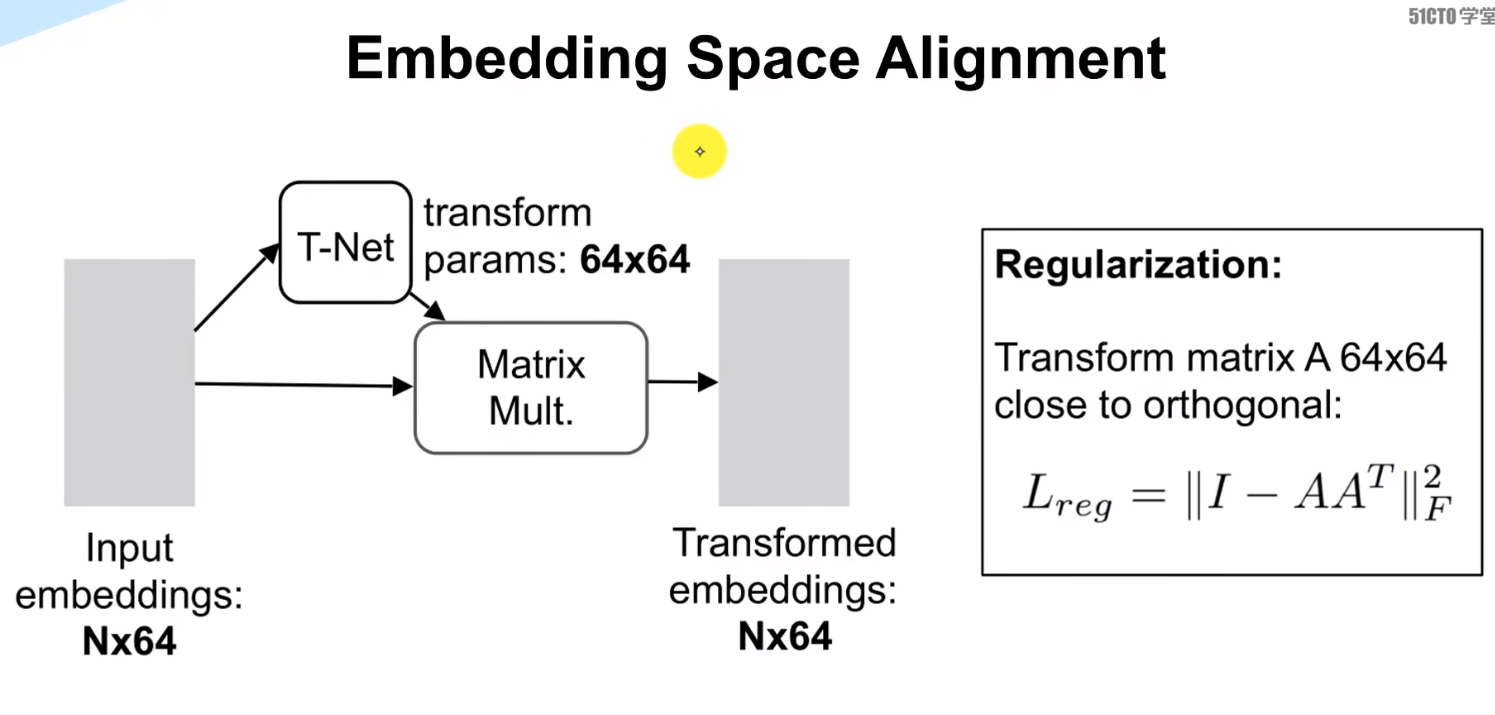 51CTO学堂
Embedding Space Alignment
T-Net
transform
params: 64x64
Matrix
Mult.
Input
embeddings:
Nx64
Transformed
embeddings:
Nx64
Regularization:
Transform matrix A 64x64
close to orthogonal:
L_{reg} = \|I - AA^T\|_F^2